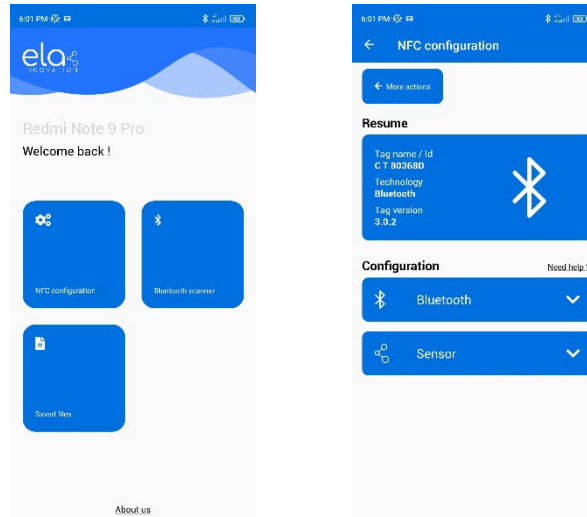 6:01 PM
ela
INNOVATION
Redmi Note 9 Pro
Welcome back !
NFC configuration
Bluetooth scanner
Saved files
About us
6:01 PM
NFC configuration
More actions
Resume
Tag name / Id
C T 80368D
Technology
Bluetooth
Tag version
3.0.2
Configuration
Need help ?
Bluetooth
Sensor